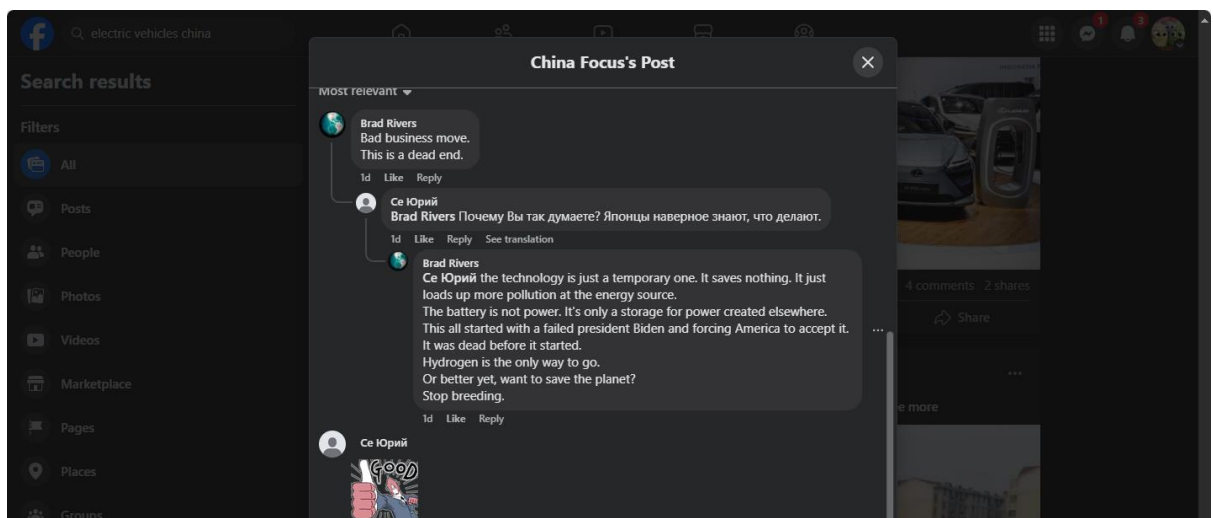 electric vehicles china
1
3
Search results
Filters
All
Posts
People
Photos
Videos
Marketplace
Pages
Places
Groups
China Focus's Post
Most relevant
Brad Rivers
Bad business move.
This is a dead end.
1d Like Reply
Се Юрий
Brad Rivers Почему Вы так думаете? Японцы наверное знают, что делают.
1d Like Reply See translation
Brad Rivers
Се Юрий the technology is just a temporary one. It saves nothing. It just
loads up more pollution at the energy source.
The battery is not power. It's only a storage for power created elsewhere.
This all started with a failed president Biden and forcing America to accept it.
It was dead before it started.
Hydrogen is the only way to go.
Or better yet, want to save the planet?
Stop breeding.
1d Like Reply
Се Юрий
GOOD
4 comments 2 shares
Share
e more